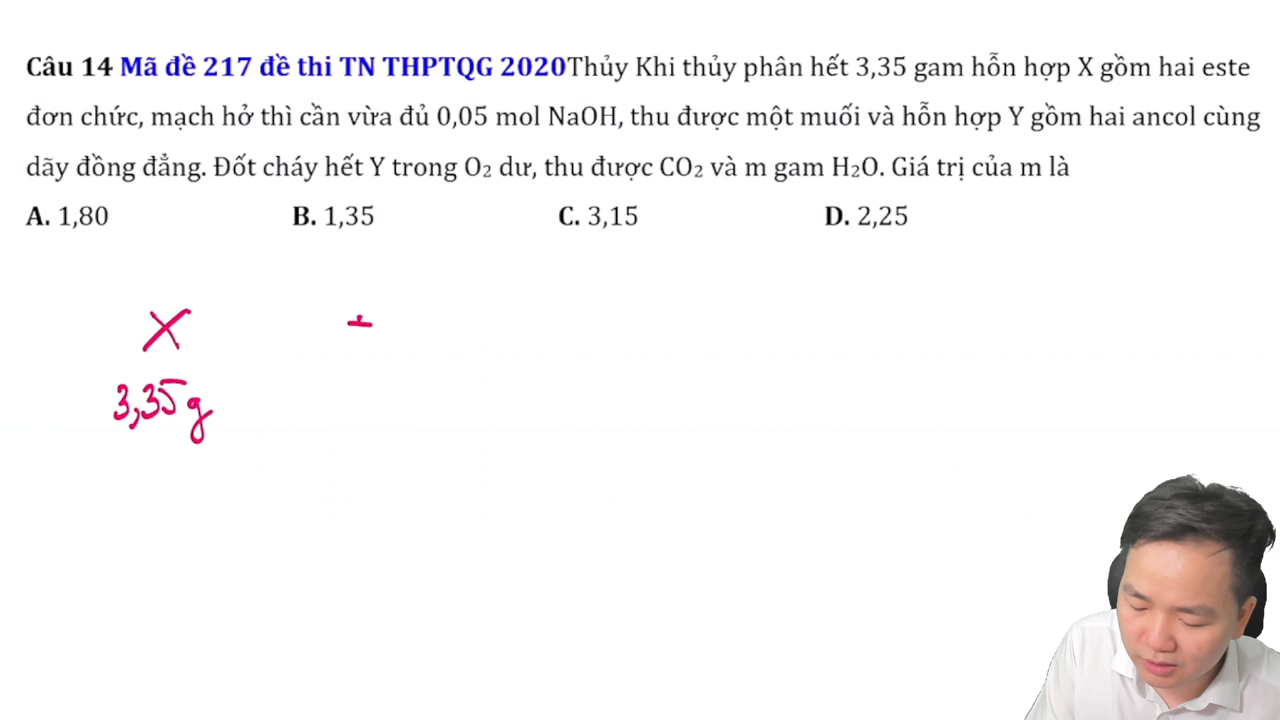 Câu 14 Mã đề 217 đề thi TN THPTQG 2020Thủy Khi thủy phân hết 3,35 gam hỗn hợp X gồm hai este
đơn chức, mạch hở thì cần vừa đủ 0,05 mol NaOH, thu được một muối và hỗn hợp Y gồm hai ancol cùng
dãy đồng đẳng. Đốt cháy hết Y trong O₂ dư, thu được CO₂ và m gam H₂O. Giá trị của m là
A. 1,80 B. 1,35 C. 3,15 D. 2,25
X +
3,35g